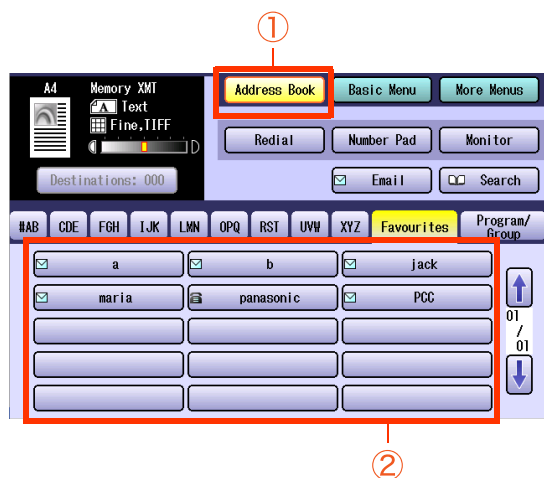 ①
A4 Memory XMT Address Book Basic Menu More Menus
A Text
Fine,TIFF
Redial Number Pad Monitor
Destinations: 000 Email Search
#AB CDE FGH IJK LMN OPQ RST UVW XYZ Favourites Program/
Group
a b jack
maria panasonic PCC
01
/
01
②